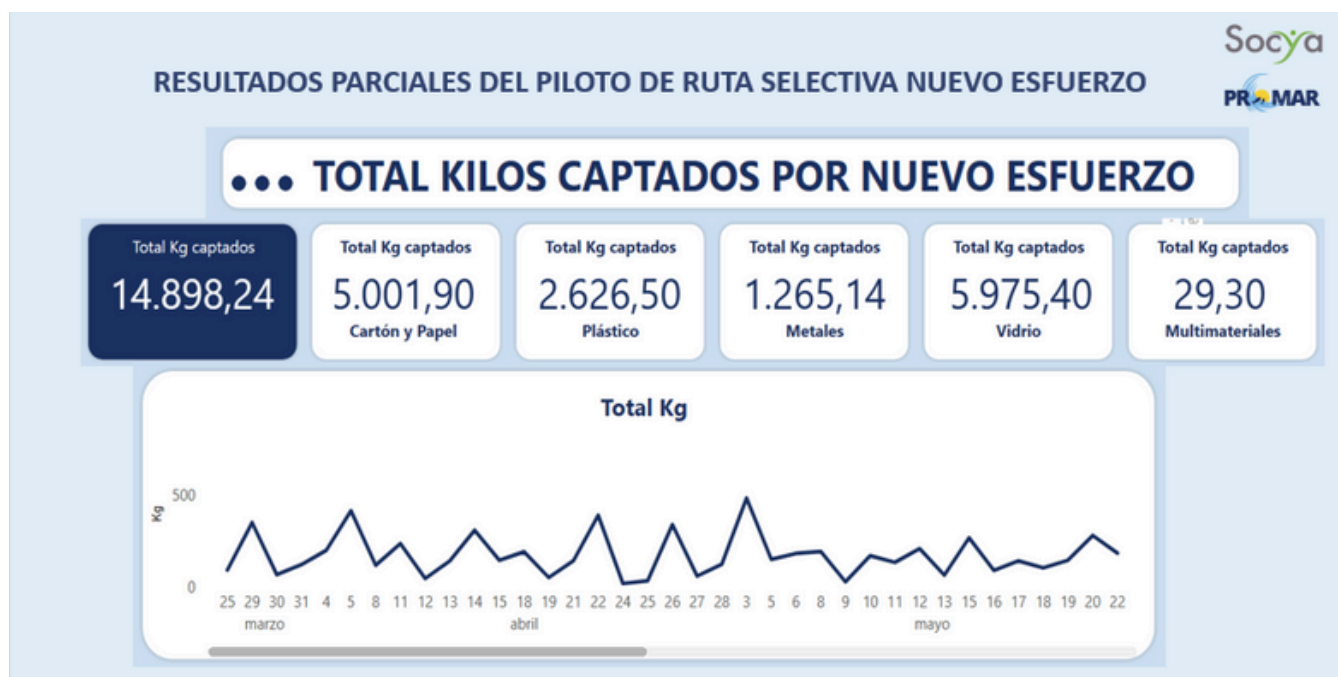 Socya
RESULTADOS PARCIALES DEL PILOTO DE RUTA SELECTIVA NUEVO ESFUERZO
PROMAR
... TOTAL KILOS CAPTADOS POR NUEVO ESFUERZO
Total Kg captados
14.898,24
Total Kg captados
5.001,90
Cartón y Papel
Total Kg captados
2.626,50
Plástico
Total Kg captados
1.265,14
Metales
Total Kg captados
5.975,40
Vidrio
Total Kg captados
29,30
Multimateriales
Total Kg
500
Kg
0
25 29 30 31 4 5 8 11 12 13 14 15 18 19 21 22 24 25 26 27 28 3 5 6 8 9 10 11 12 13 15 16 17 18 19 20 22
marzo abril mayo